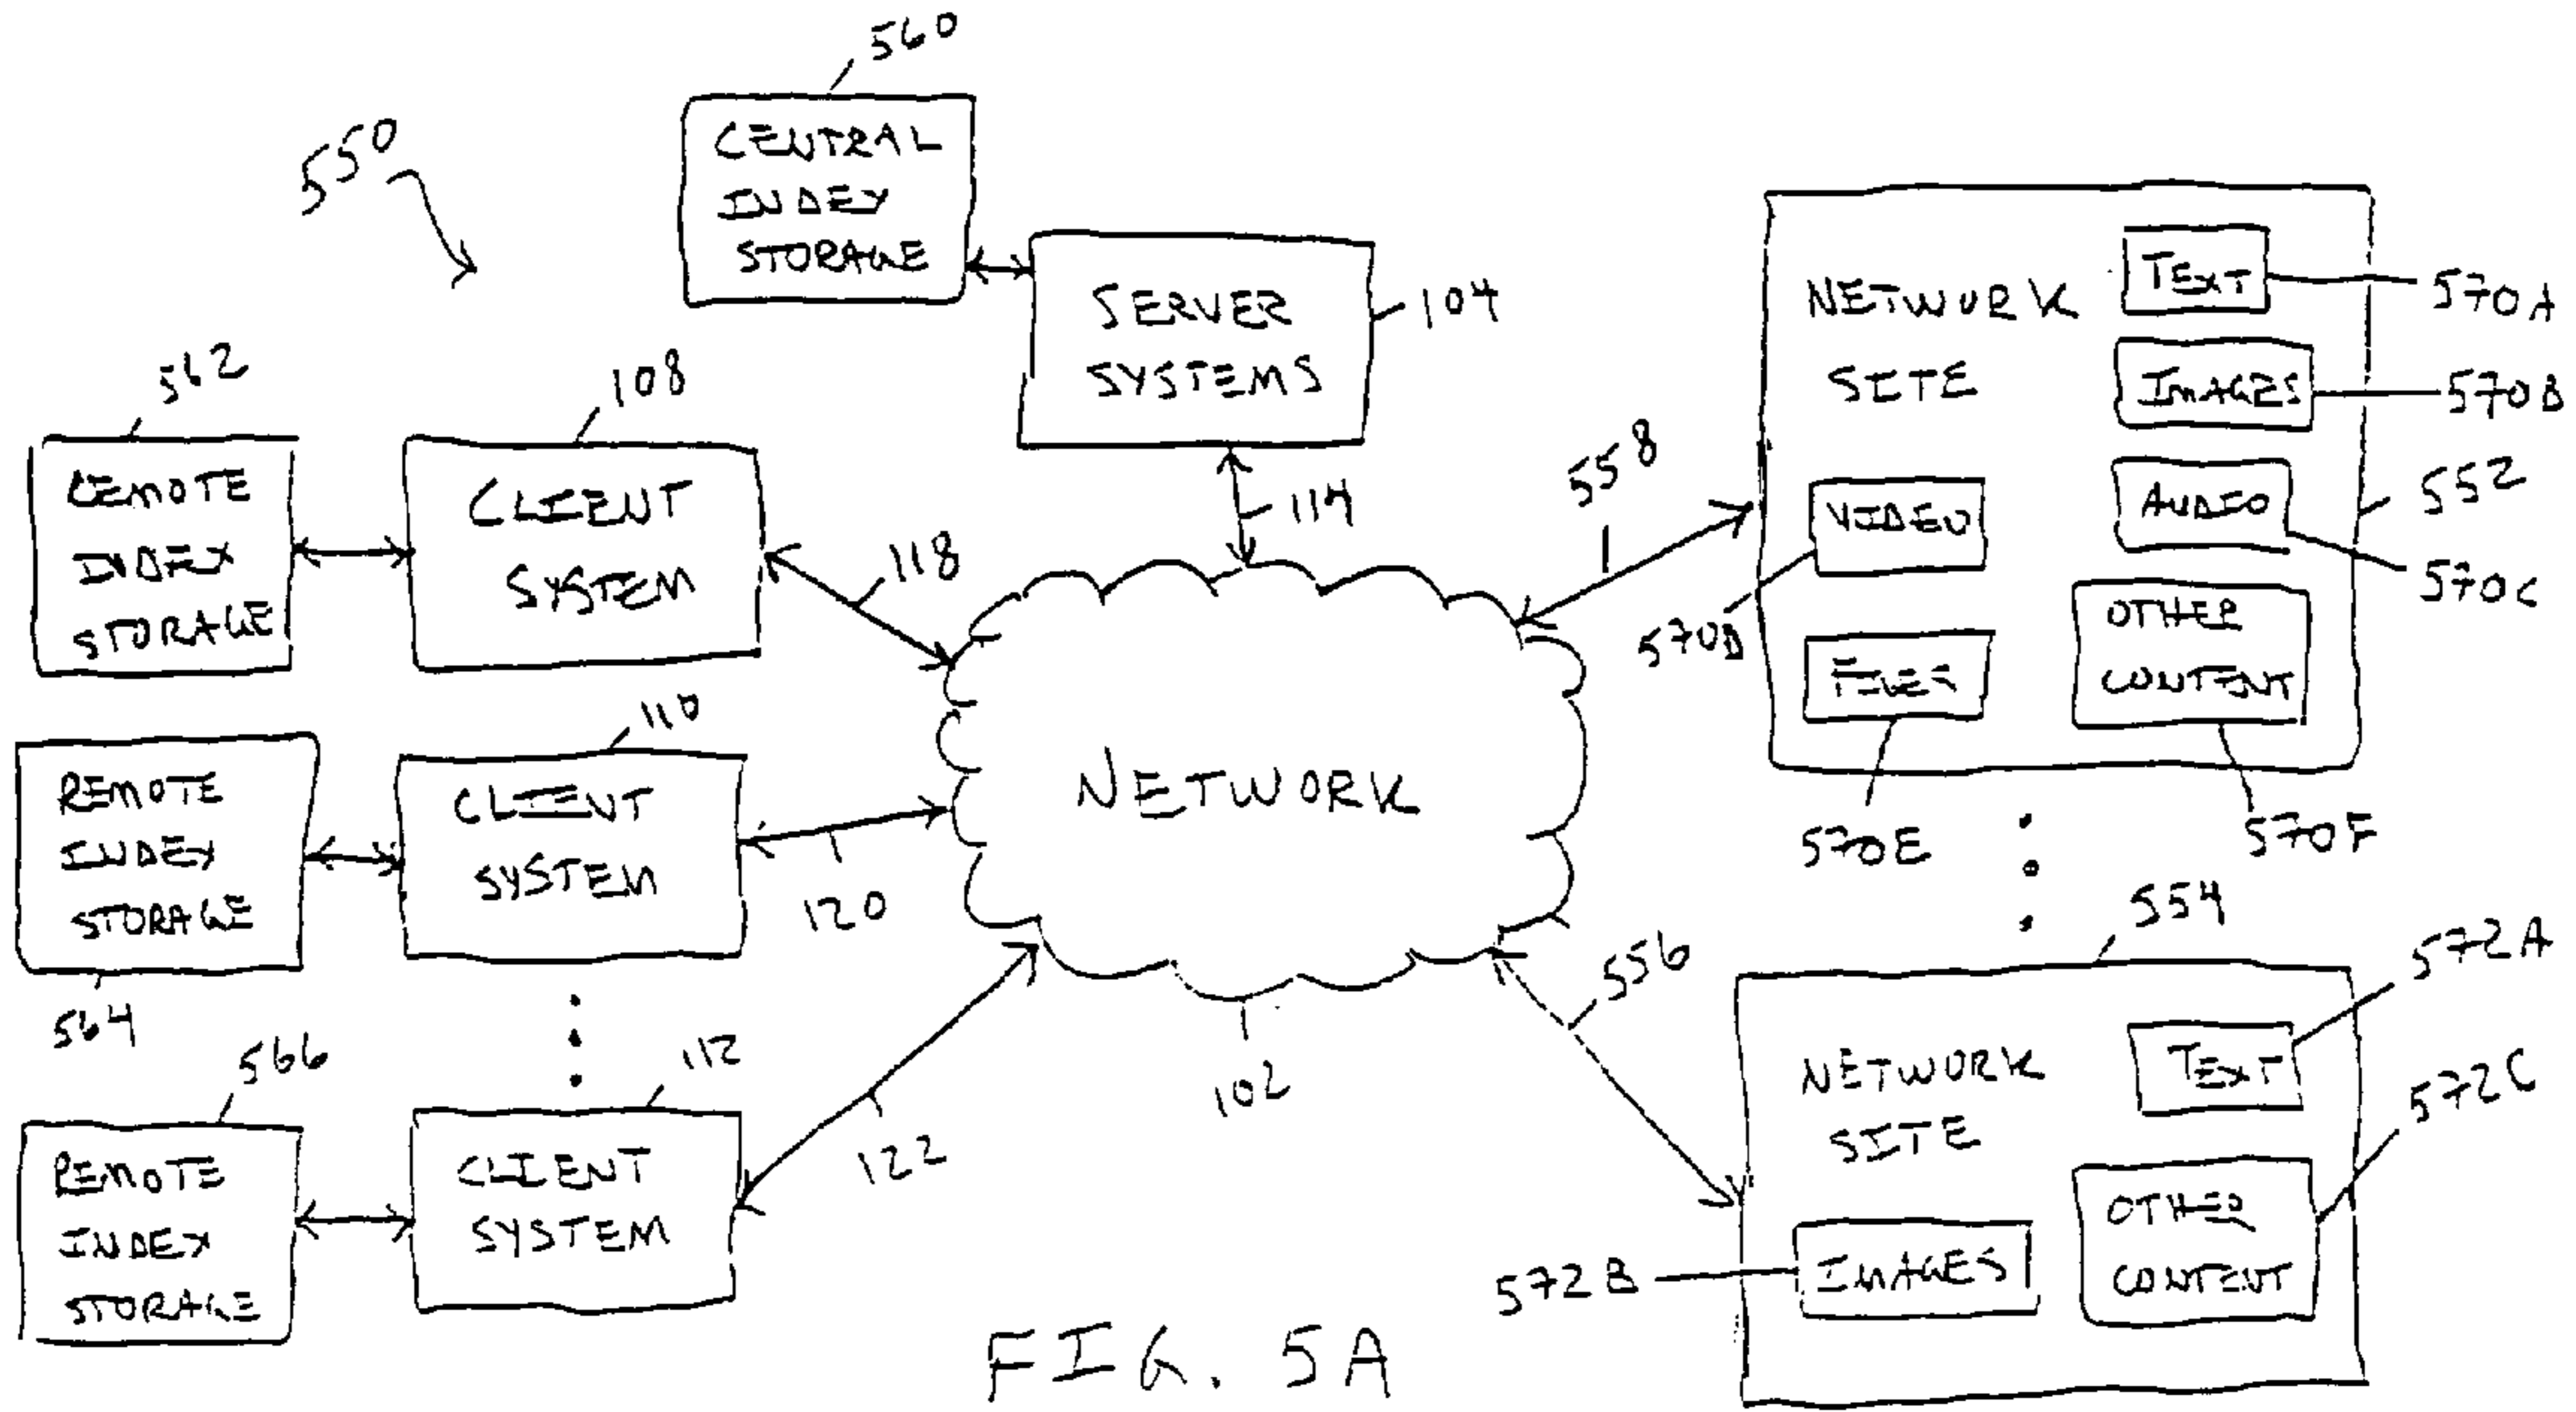 560
550
CENTRAL
INDEX
STORAGE
SERVER
SYSTEMS
104
114
562
REMOTE
INDEX
STORAGE
108
CLIENT
SYSTEM
118
110
REMOTE
INDEX
STORAGE
564
CLIENT
SYSTEM
120
566
REMOTE
INDEX
STORAGE
112
CLIENT
SYSTEM
122
NETWORK
102
558
556
NETWORK
SITE
TEXT
570A
IMAGES
570B
552
AUDIO
570C
VIDEO
570D
FILES
570E
OTHER
CONTENT
570F
554
NETWORK
SITE
TEXT
572A
572C
OTHER
CONTENT
572B
IMAGES
FIG. 5A